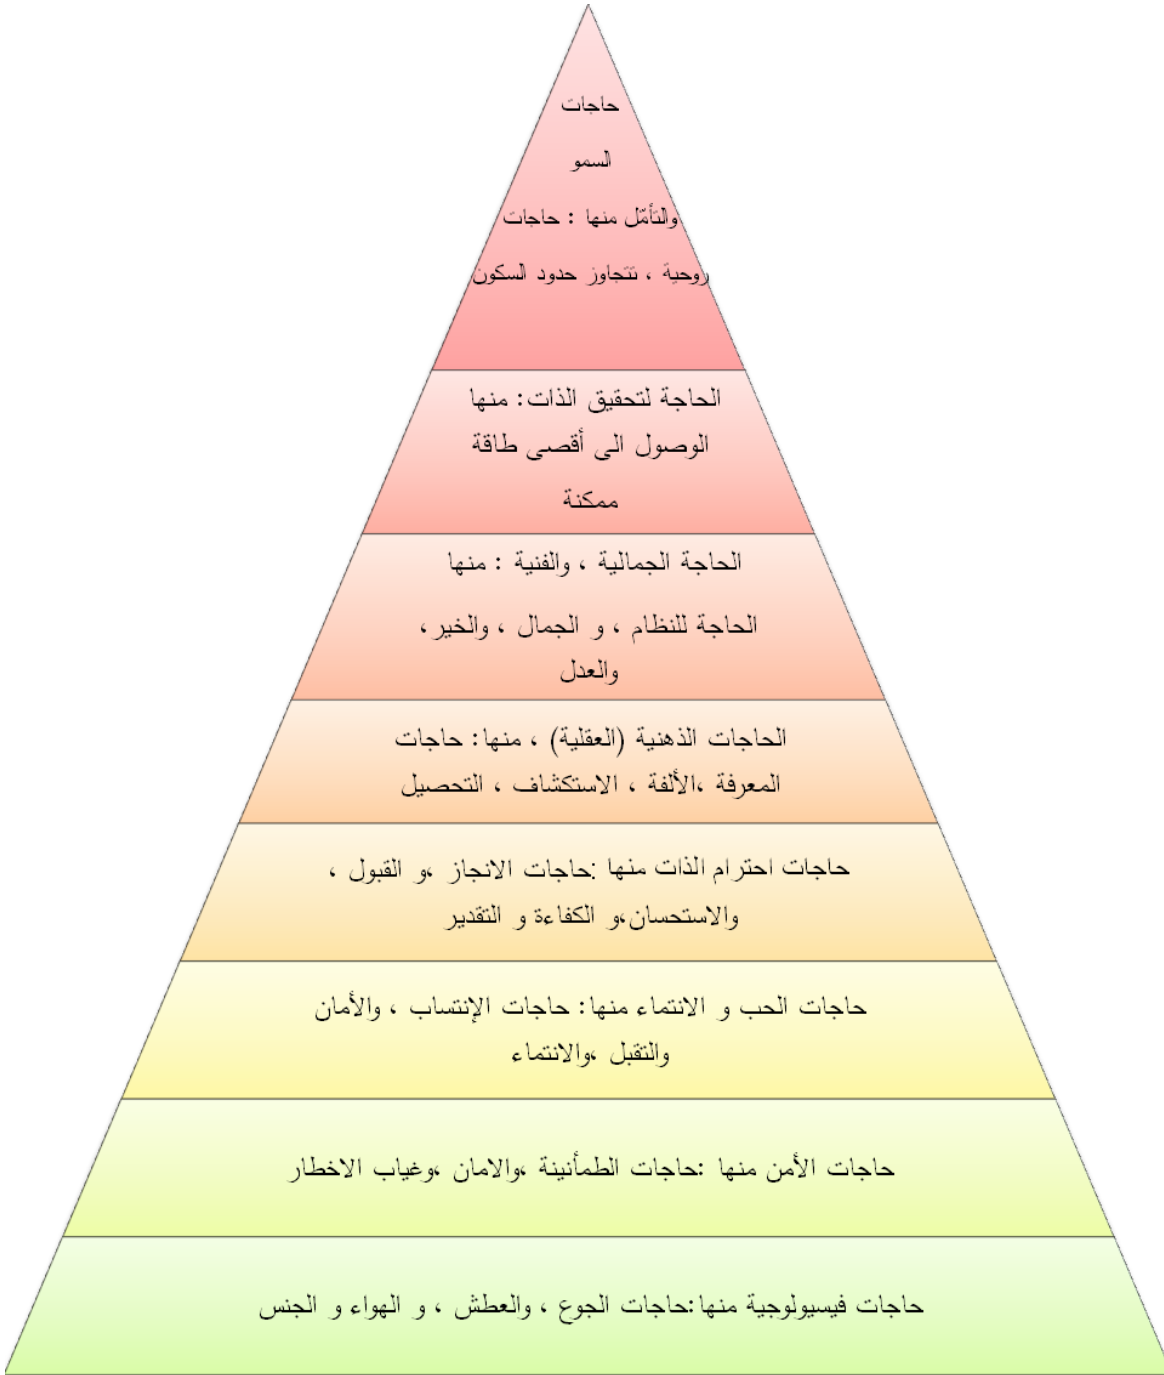 حاجات
السمو
والتأمّل منها : حاجات
روحية ، تتجاوز حدود السكون
الحاجة لتحقيق الذات: منها
الوصول الى أقصى طاقة
ممكنة
الحاجة الجمالية ، والفنية : منها
الحاجة للنظام ، و الجمال ، والخير،
والعدل
الحاجات الذهنية (العقلية) ، منها: حاجات
المعرفة ،الألفة ، الاستكشاف ، التحصيل
حاجات احترام الذات منها :حاجات الانجاز ،و القبول ،
والاستحسان،و الكفاءة و التقدير
حاجات الحب و الانتماء منها: حاجات الإنتساب ، والأمان
والتقبل ،والانتماء
حاجات الأمن منها :حاجات الطمأنينة ،والامان ،وغياب الاخطار
حاجات فيسيولوجية منها:حاجات الجوع ، والعطش ، و الهواء و الجنس